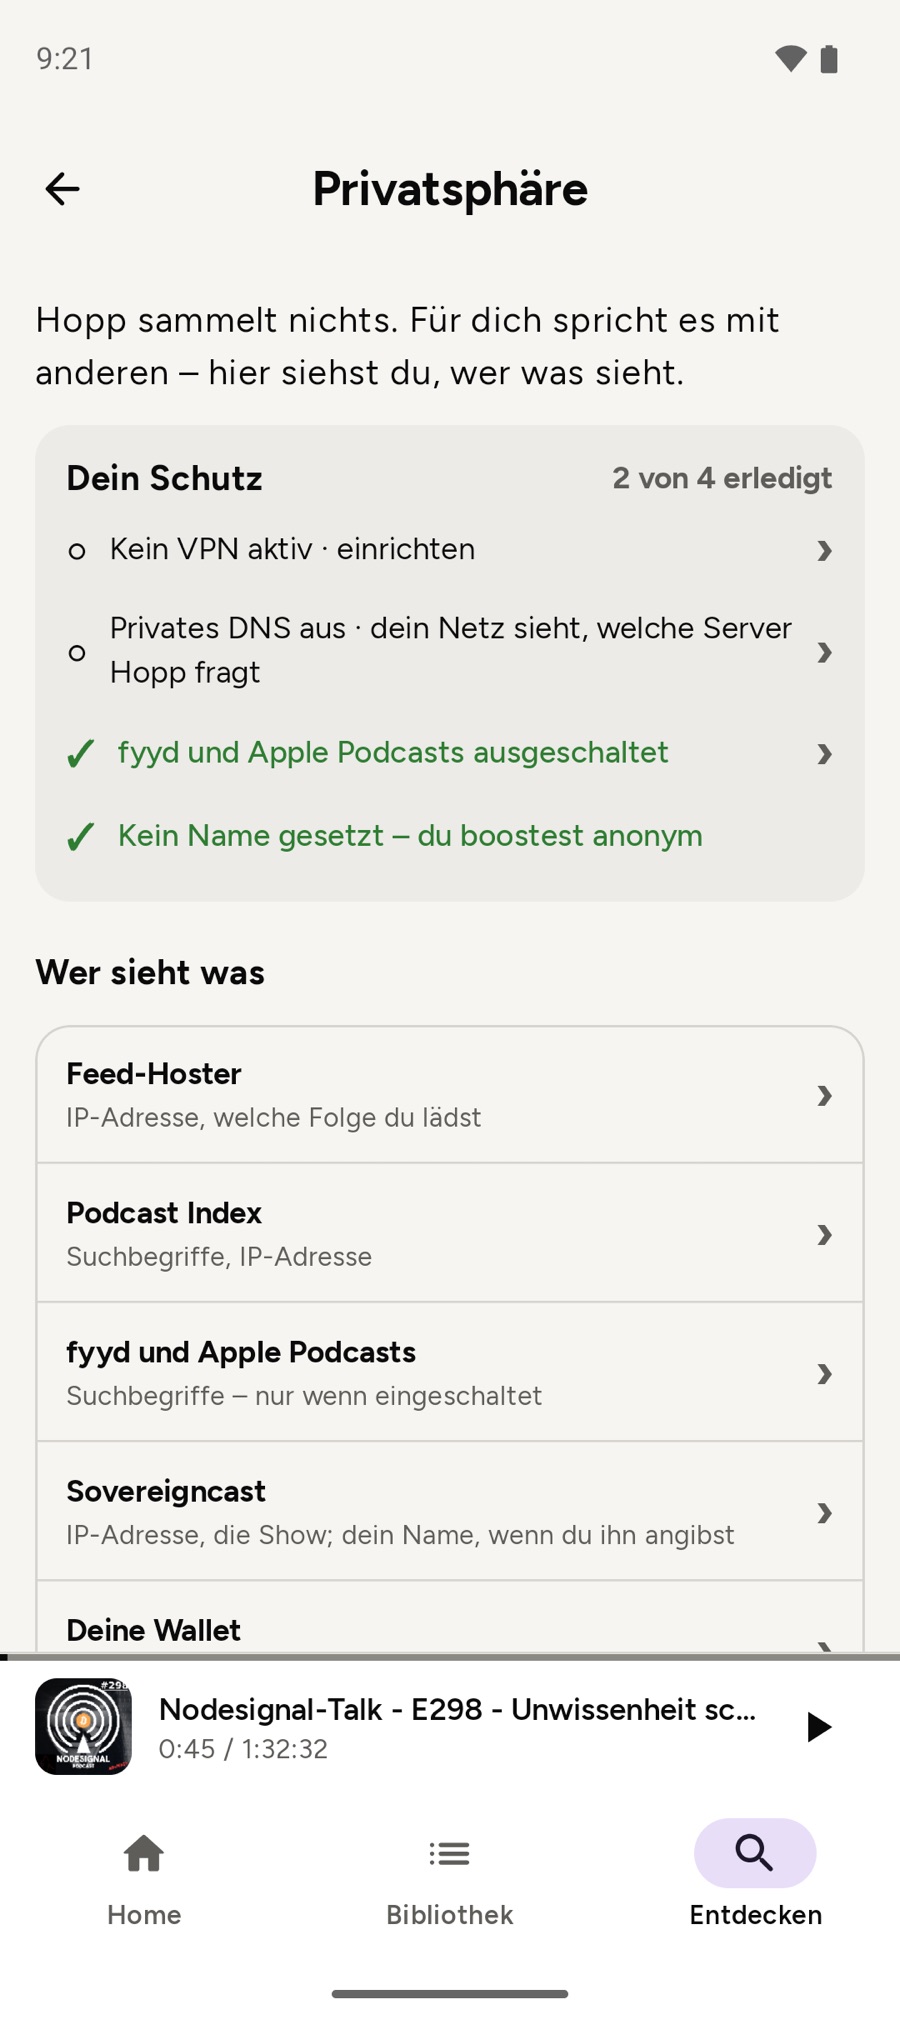 9:21
Privatsphäre
Hopp sammelt nichts. Für dich spricht es mit
anderen – hier siehst du, wer was sieht.
Dein Schutz
2 von 4 erledigt
Kein VPN aktiv · einrichten
Privates DNS aus · dein Netz sieht, welche Server
Hopp fragt
fyyd und Apple Podcasts ausgeschaltet
Kein Name gesetzt – du boostest anonym
Wer sieht was
Feed-Hoster
IP-Adresse, welche Folge du lädst
Podcast Index
Suchbegriffe, IP-Adresse
fyyd und Apple Podcasts
Suchbegriffe – nur wenn eingeschaltet
Sovereigncast
IP-Adresse, die Show; dein Name, wenn du ihn angibst
Deine Wallet
#298
NODESIGNAL
PODCAST
Nodesignal-Talk - E298 - Unwissenheit sc...
0:45 / 1:32:32
Home
Bibliothek
Entdecken